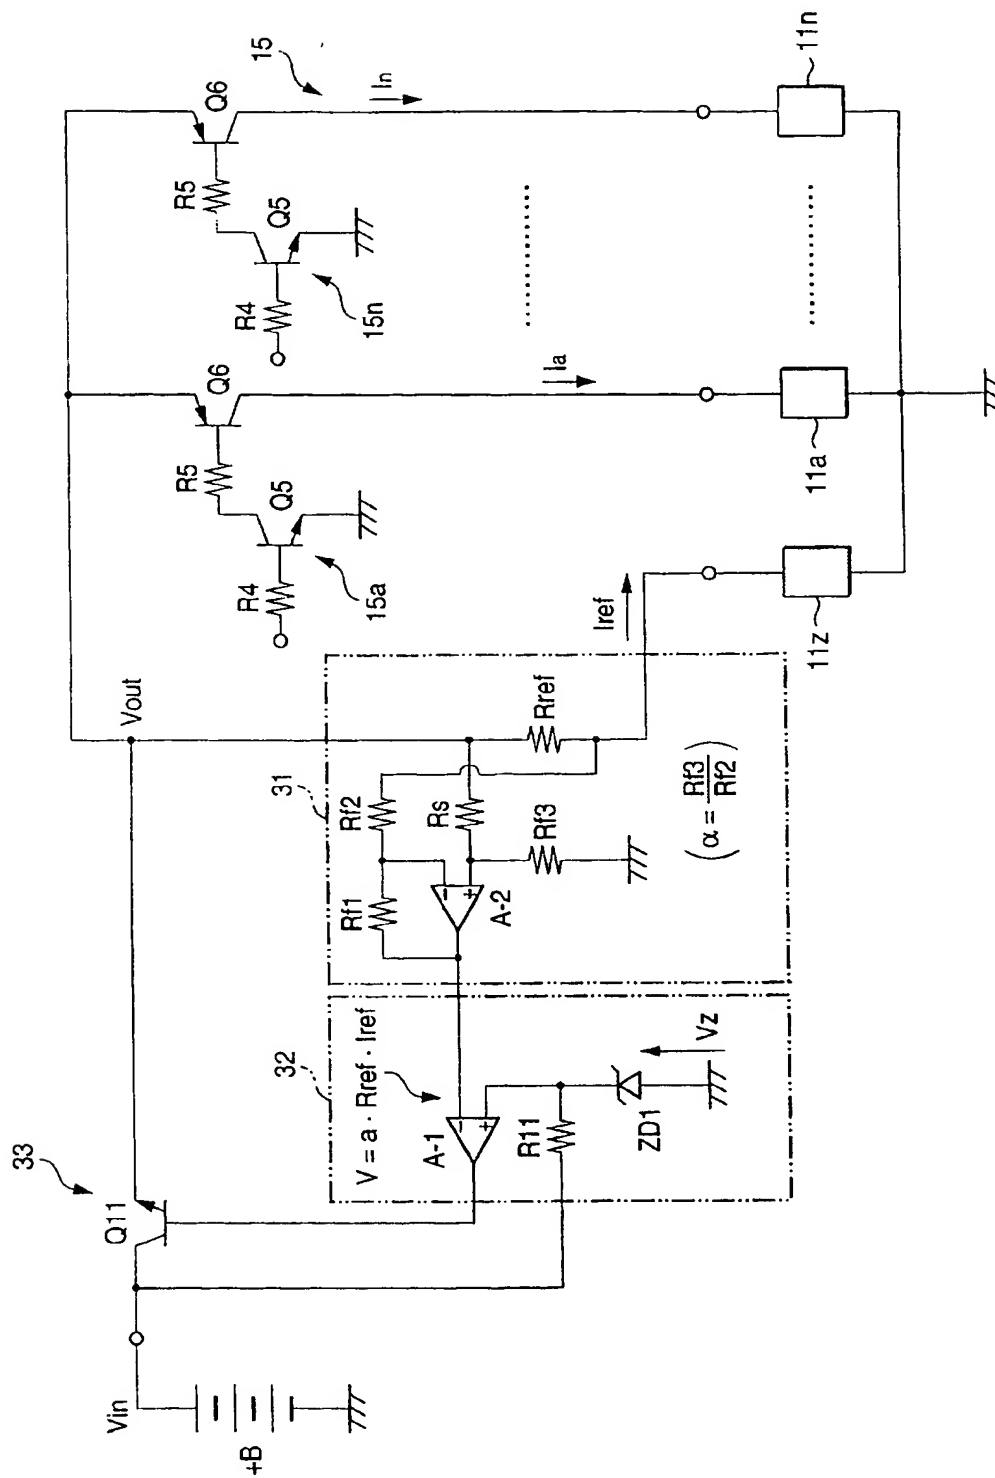 Vin
+B
33
Q11
32
V = a · Rref · Iref
A-1
R11
ZD1
Vz
31
Rf1
Rf2
Rs
A-2
Rf3
Rref
(α = Rf3
Rf2)
Vout
Iref
11z
R4
15a
Q5
R5
Q6
Ia
11a
R4
15n
Q5
R5
Q6
15
In
11n